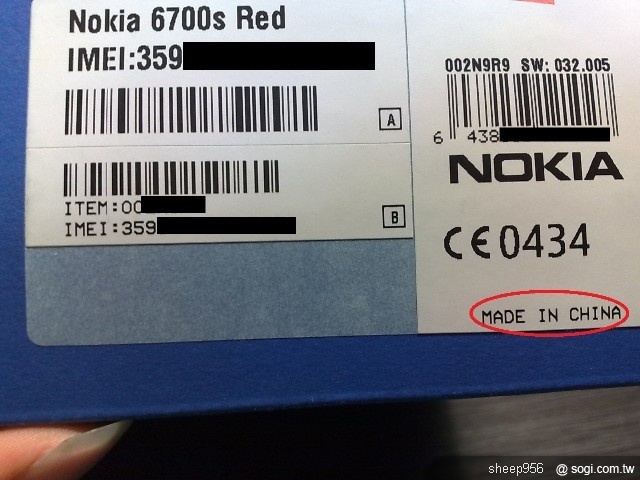 Nokia 6700s Red
IMEI:359
A
ITEM:00
IMEI:359
B
002N9R9 SW: 032.005
6 438
NOKIA
CE0434
MADE IN CHINA
sheep956 @ sogi.com.tw